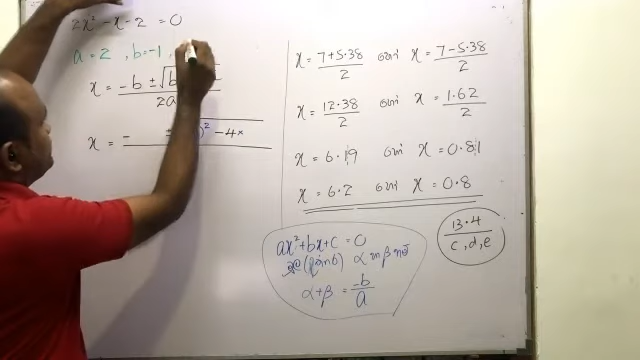 2x² - x - 2 = 0
a = 2 , b = -1 ,
x = -b ± √b
2a
x = - ± )² - 4×
x = 7 + 5.38 / 2 හෝ x = 7 - 5.38 / 2
x = 12.38 / 2 හෝ x = 1.62 / 2
x = 6.19 හෝ x = 0.81
x = 6.2 හෝ x = 0.8
ax² + bx + c = 0
α β
α + β = -b / a
13.4
c, d, e